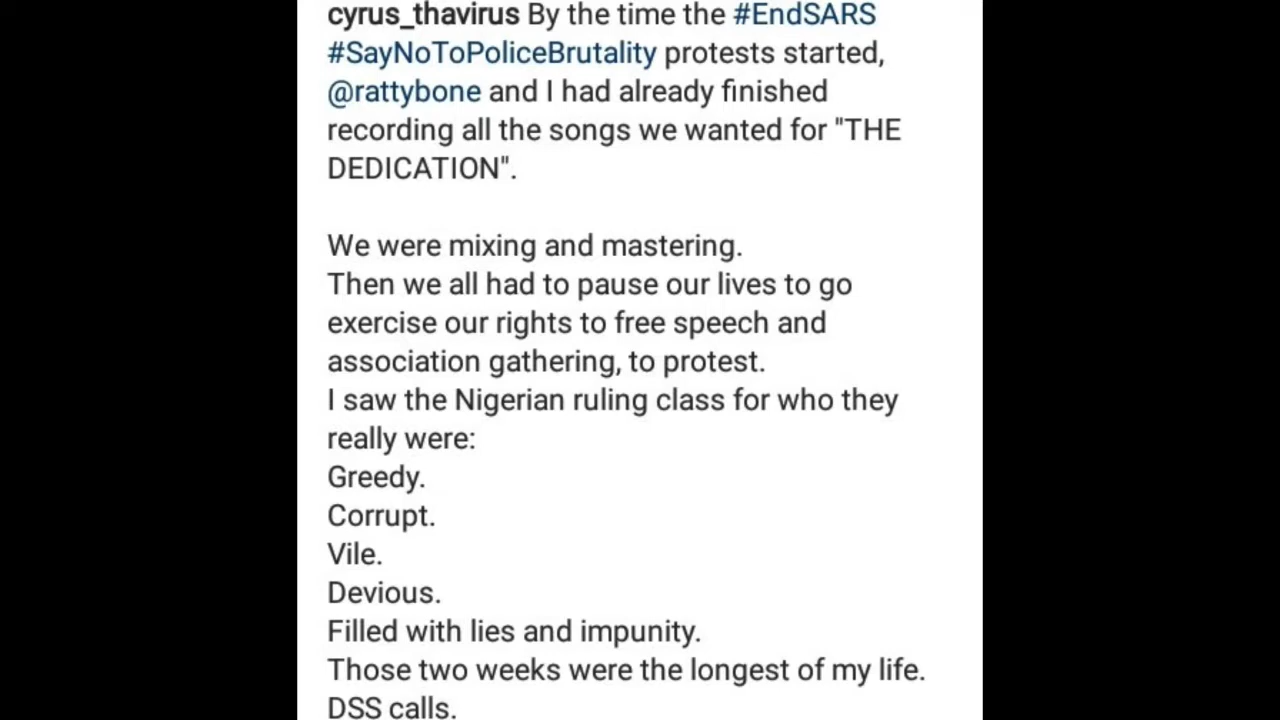 cyrus_thavirus By the time the #EndSARS
#SayNoToPoliceBrutality protests started,
@rattybone and I had already finished
recording all the songs we wanted for "THE
DEDICATION".
We were mixing and mastering.
Then we all had to pause our lives to go
exercise our rights to free speech and
association gathering, to protest.
I saw the Nigerian ruling class for who they
really were:
Greedy.
Corrupt.
Vile.
Devious.
Filled with lies and impunity.
Those two weeks were the longest of my life.
DSS calls.